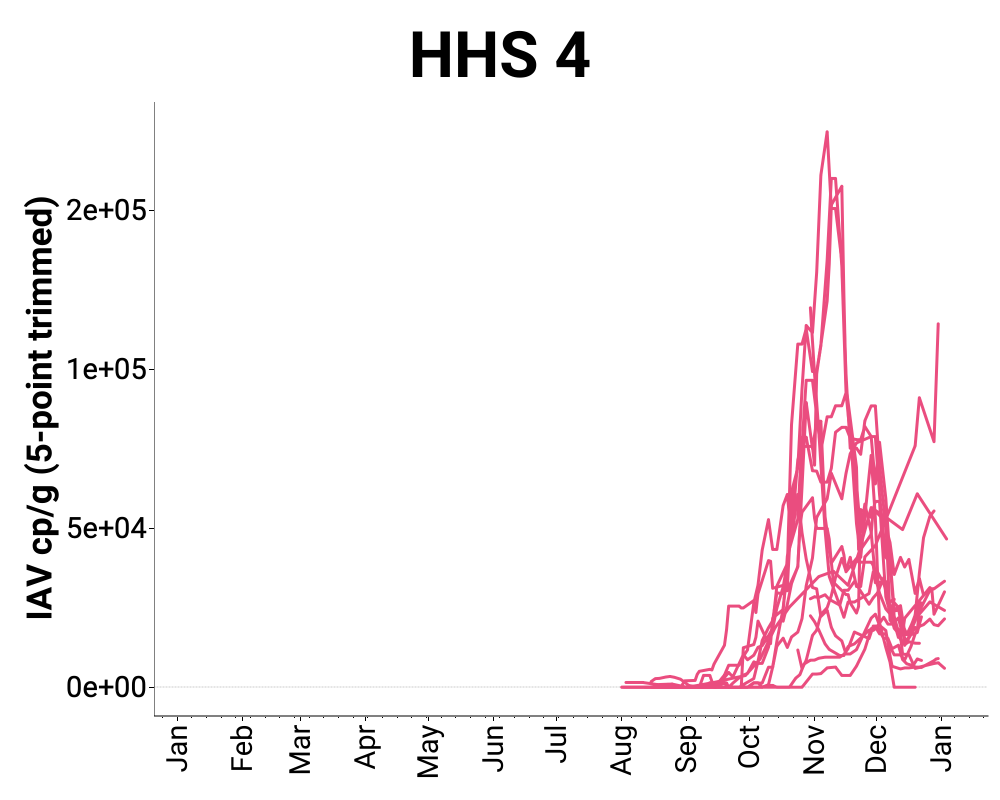 HHS 4
IAV cp/g (5-point trimmed)
2e+05
1e+05
5e+04
0e+00
Jan
Feb
Mar
Apr
May
Jun
Jul
Aug
Sep
Oct
Nov
Dec
Jan